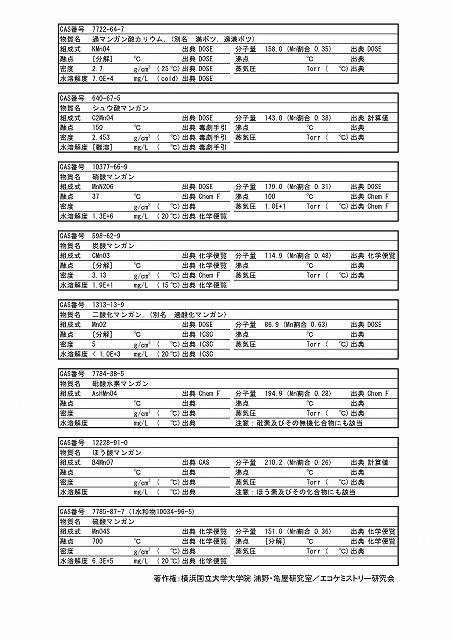 CAS番号 7722-64-7
物質名 過マンガン酸カリウム, (別名 満ボツ, 過満ボツ)
組成式 KMnO4 出典 DOSE 分子量 158.0 (Mn割合 0.35) 出典 DOSE
融点 [分解] ℃ 出典 DOSE 沸点 ℃ 出典
密度 2.7 g/cm³ (25℃) 出典 DOSE 蒸気圧 Torr ( ℃) 出典
水溶解度 7.0E+4 mg/L (cold) 出典 DOSE
CAS番号 640-67-5
物質名 シュウ酸マンガン
組成式 C2MnO4 出典 DOSE 分子量 143.0 (Mn割合 0.38) 出典 計算値
融点 150 ℃ 出典 毒劇手引 沸点 ℃ 出典
密度 2.453 g/cm³ ( ℃) 出典 毒劇手引 蒸気圧 Torr ( ℃) 出典
水溶解度 [難溶] mg/L ( ℃) 出典 毒劇手引
CAS番号 10377-66-9
物質名 硝酸マンガン
組成式 MnN2O6 出典 DOSE 分子量 179.0 (Mn割合 0.31) 出典 DOSE
融点 37 ℃ 出典 Chem F 沸点 100 ℃ 出典 Chem F
密度 g/cm³ ( ℃) 出典 蒸気圧 1.8E+1 Torr ( ℃) 出典 Chem F
水溶解度 1.3E+6 mg/L (20℃) 出典 化学便覧
CAS番号 598-62-9
物質名 炭酸マンガン
組成式 CMnO3 出典 化学便覧 分子量 114.9 (Mn割合 0.48) 出典 化学便覧
融点 [分解] ℃ 出典 化学便覧 沸点 ℃ 出典
密度 3.13 g/cm³ ( ℃) 出典 Chem F 蒸気圧 Torr ( ℃) 出典
水溶解度 1.9E+1 mg/L (15℃) 出典 化学便覧
CAS番号 1313-13-9
物質名 二酸化マンガン, (別名 過酸化マンガン)
組成式 MnO2 出典 DOSE 分子量 86.9 (Mn割合 0.63) 出典 DOSE
融点 [分解] ℃ 出典 ICSC 沸点 ℃ 出典
密度 5 g/cm³ ( ℃) 出典 ICSC 蒸気圧 Torr ( ℃) 出典
水溶解度 < 1.0E+3 mg/L (20℃) 出典 ICSC
CAS番号 7784-38-5
物質名 砒酸水素マンガン
組成式 AsHMnO4 出典 Chem F 分子量 194.9 (Mn割合 0.28) 出典 Chem F
融点 ℃ 出典 沸点 ℃ 出典
密度 g/cm³ ( ℃) 出典 蒸気圧 Torr ( ℃) 出典
水溶解度 mg/L ( ℃) 出典 注意：砒素及びその無機化合物にも該当
CAS番号 12228-91-0
物質名 ほう酸マンガン
組成式 B4MnO7 出典 CAS 分子量 210.2 (Mn割合 0.26) 出典 計算値
融点 ℃ 出典 沸点 ℃ 出典
密度 g/cm³ ( ℃) 出典 蒸気圧 Torr ( ℃) 出典
水溶解度 mg/L ( ℃) 出典 注意：ほう素及びその化合物にも該当
CAS番号 7785-87-7 (1水和物10034-96-5)
物質名 硫酸マンガン
組成式 MnO4S 出典 化学便覧 分子量 151.0 (Mn割合 0.36) 出典 化学便覧
融点 700 ℃ 出典 化学便覧 沸点 [分解] ℃ 出典 化学便覧
密度 g/cm³ ( ℃) 出典 蒸気圧 Torr ( ℃) 出典
水溶解度 6.3E+5 mg/L (20℃) 出典 化学便覧
著作権：横浜国立大学大学院 浦野・亀屋研究室／エコケミストリー研究会